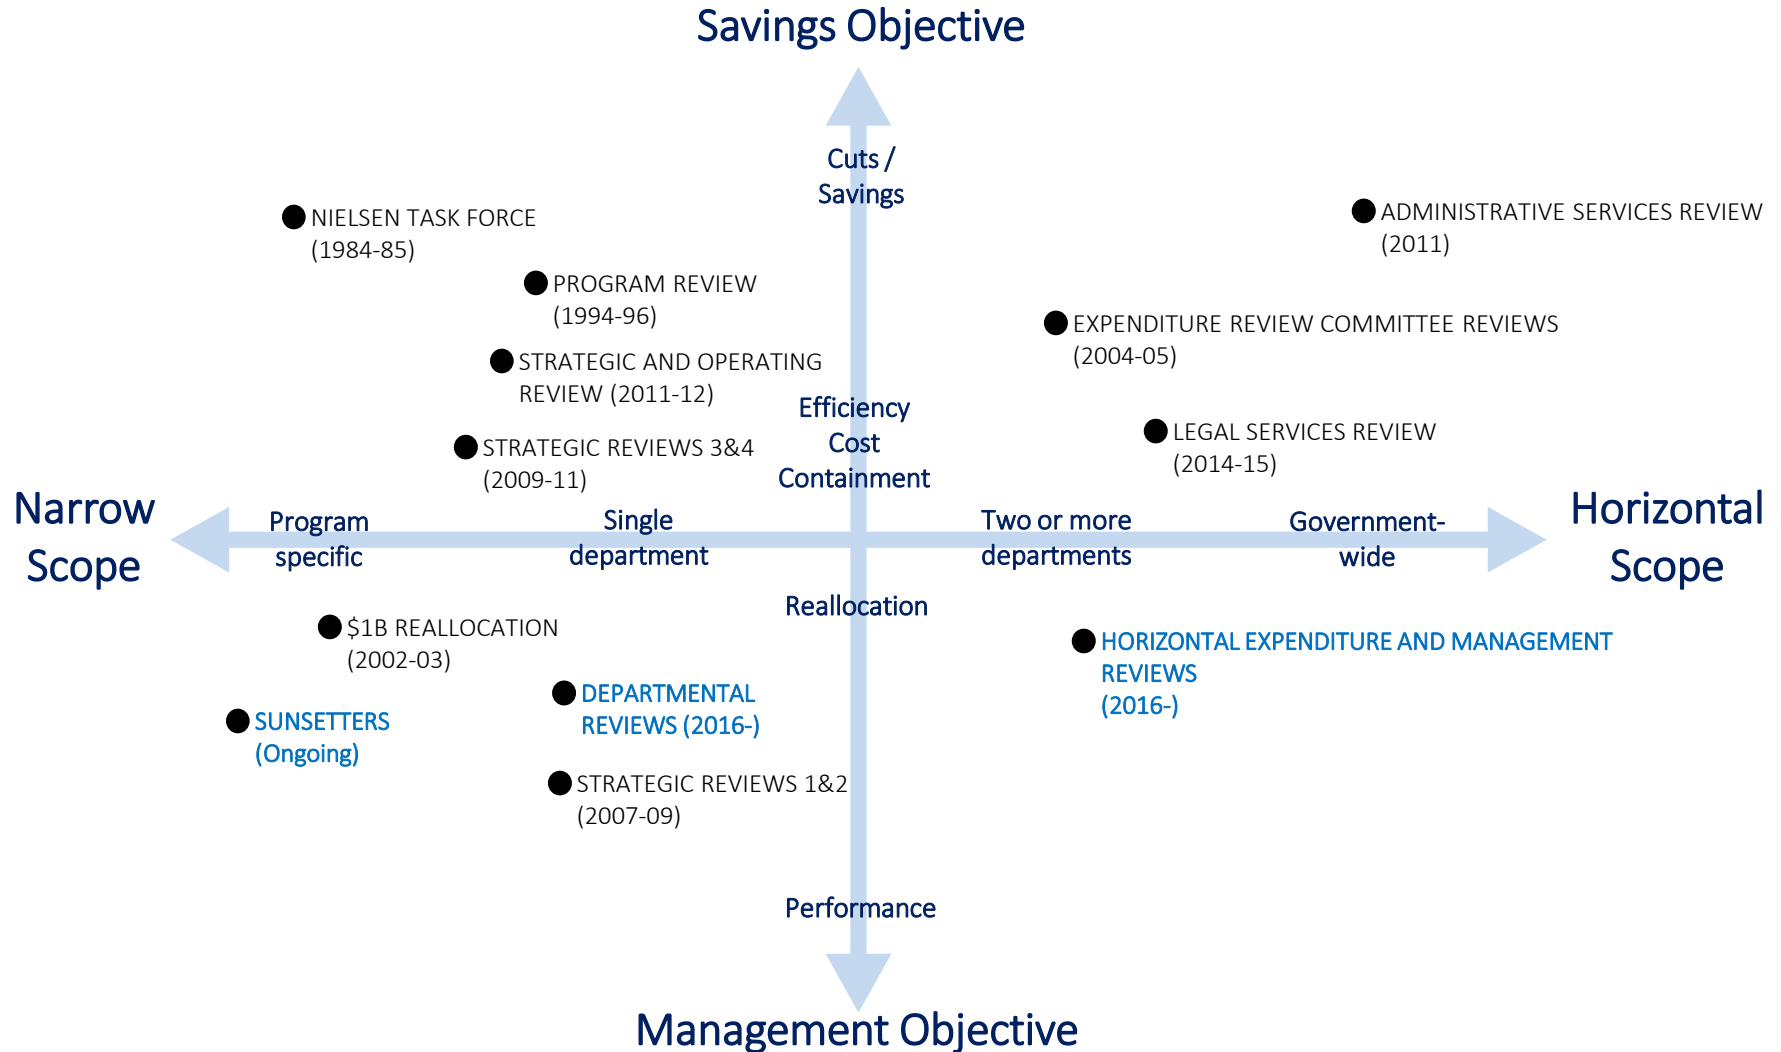 Savings Objective
Cuts /
Savings
NIELSEN TASK FORCE
(1984-85)
ADMINISTRATIVE SERVICES REVIEW
(2011)
PROGRAM REVIEW
(1994-96)
EXPENDITURE REVIEW COMMITTEE REVIEWS
(2004-05)
STRATEGIC AND OPERATING
REVIEW (2011-12)
Efficiency
Cost
Containment
LEGAL SERVICES REVIEW
(2014-15)
STRATEGIC REVIEWS 3&4
(2009-11)
Narrow
Scope
Program
specific
Single
department
Two or more
departments
Government-
wide
Horizontal
Scope
Reallocation
$1B REALLOCATION
(2002-03)
HORIZONTAL EXPENDITURE AND MANAGEMENT
REVIEWS
(2016-)
DEPARTMENTAL
REVIEWS (2016-)
SUNSETTERS
(Ongoing)
STRATEGIC REVIEWS 1&2
(2007-09)
Performance
Management Objective